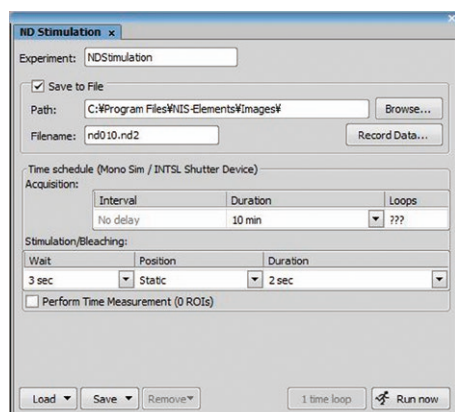 ND Stimulation x
Experiment: NDStimulation
Save to File
Path: C:¥Program Files¥NIS-Elements¥Images¥ Browse...
Filename: nd010.nd2 Record Data...
Time schedule (Mono Sim / INTSL Shutter Device)
Acquisition:
Interval Duration Loops
No delay 10 min ???
Stimulation/Bleaching:
Wait Position Duration
3 sec Static 2 sec
Perform Time Measurement (0 ROIs)
Load Save Remove 1 time loop Run now